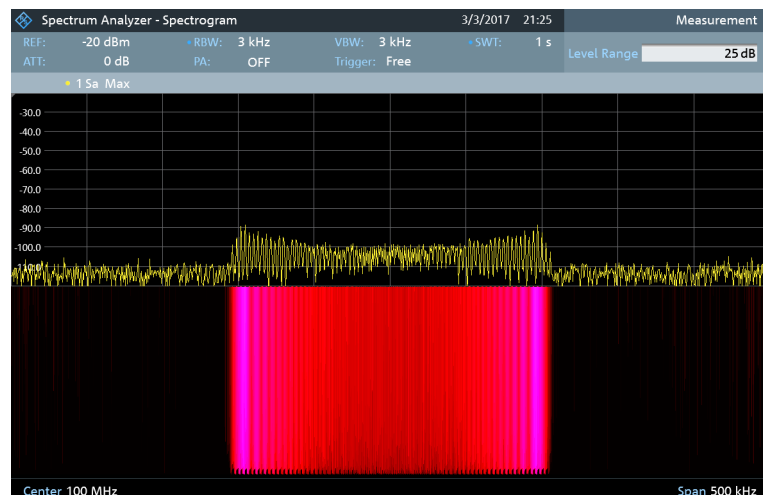 Spectrum Analyzer - Spectrogram 3/3/2017 21:25 Measurement
REF: -20 dBm RBW: 3 kHz VBW: 3 kHz SWT: 1 s
ATT: 0 dB PA: OFF Trigger: Free
Level Range 25 dB
1 Sa Max
-30.0
-40.0
-50.0
-60.0
-70.0
-80.0
-90.0
-100.0
Center 100 MHz Span 500 kHz